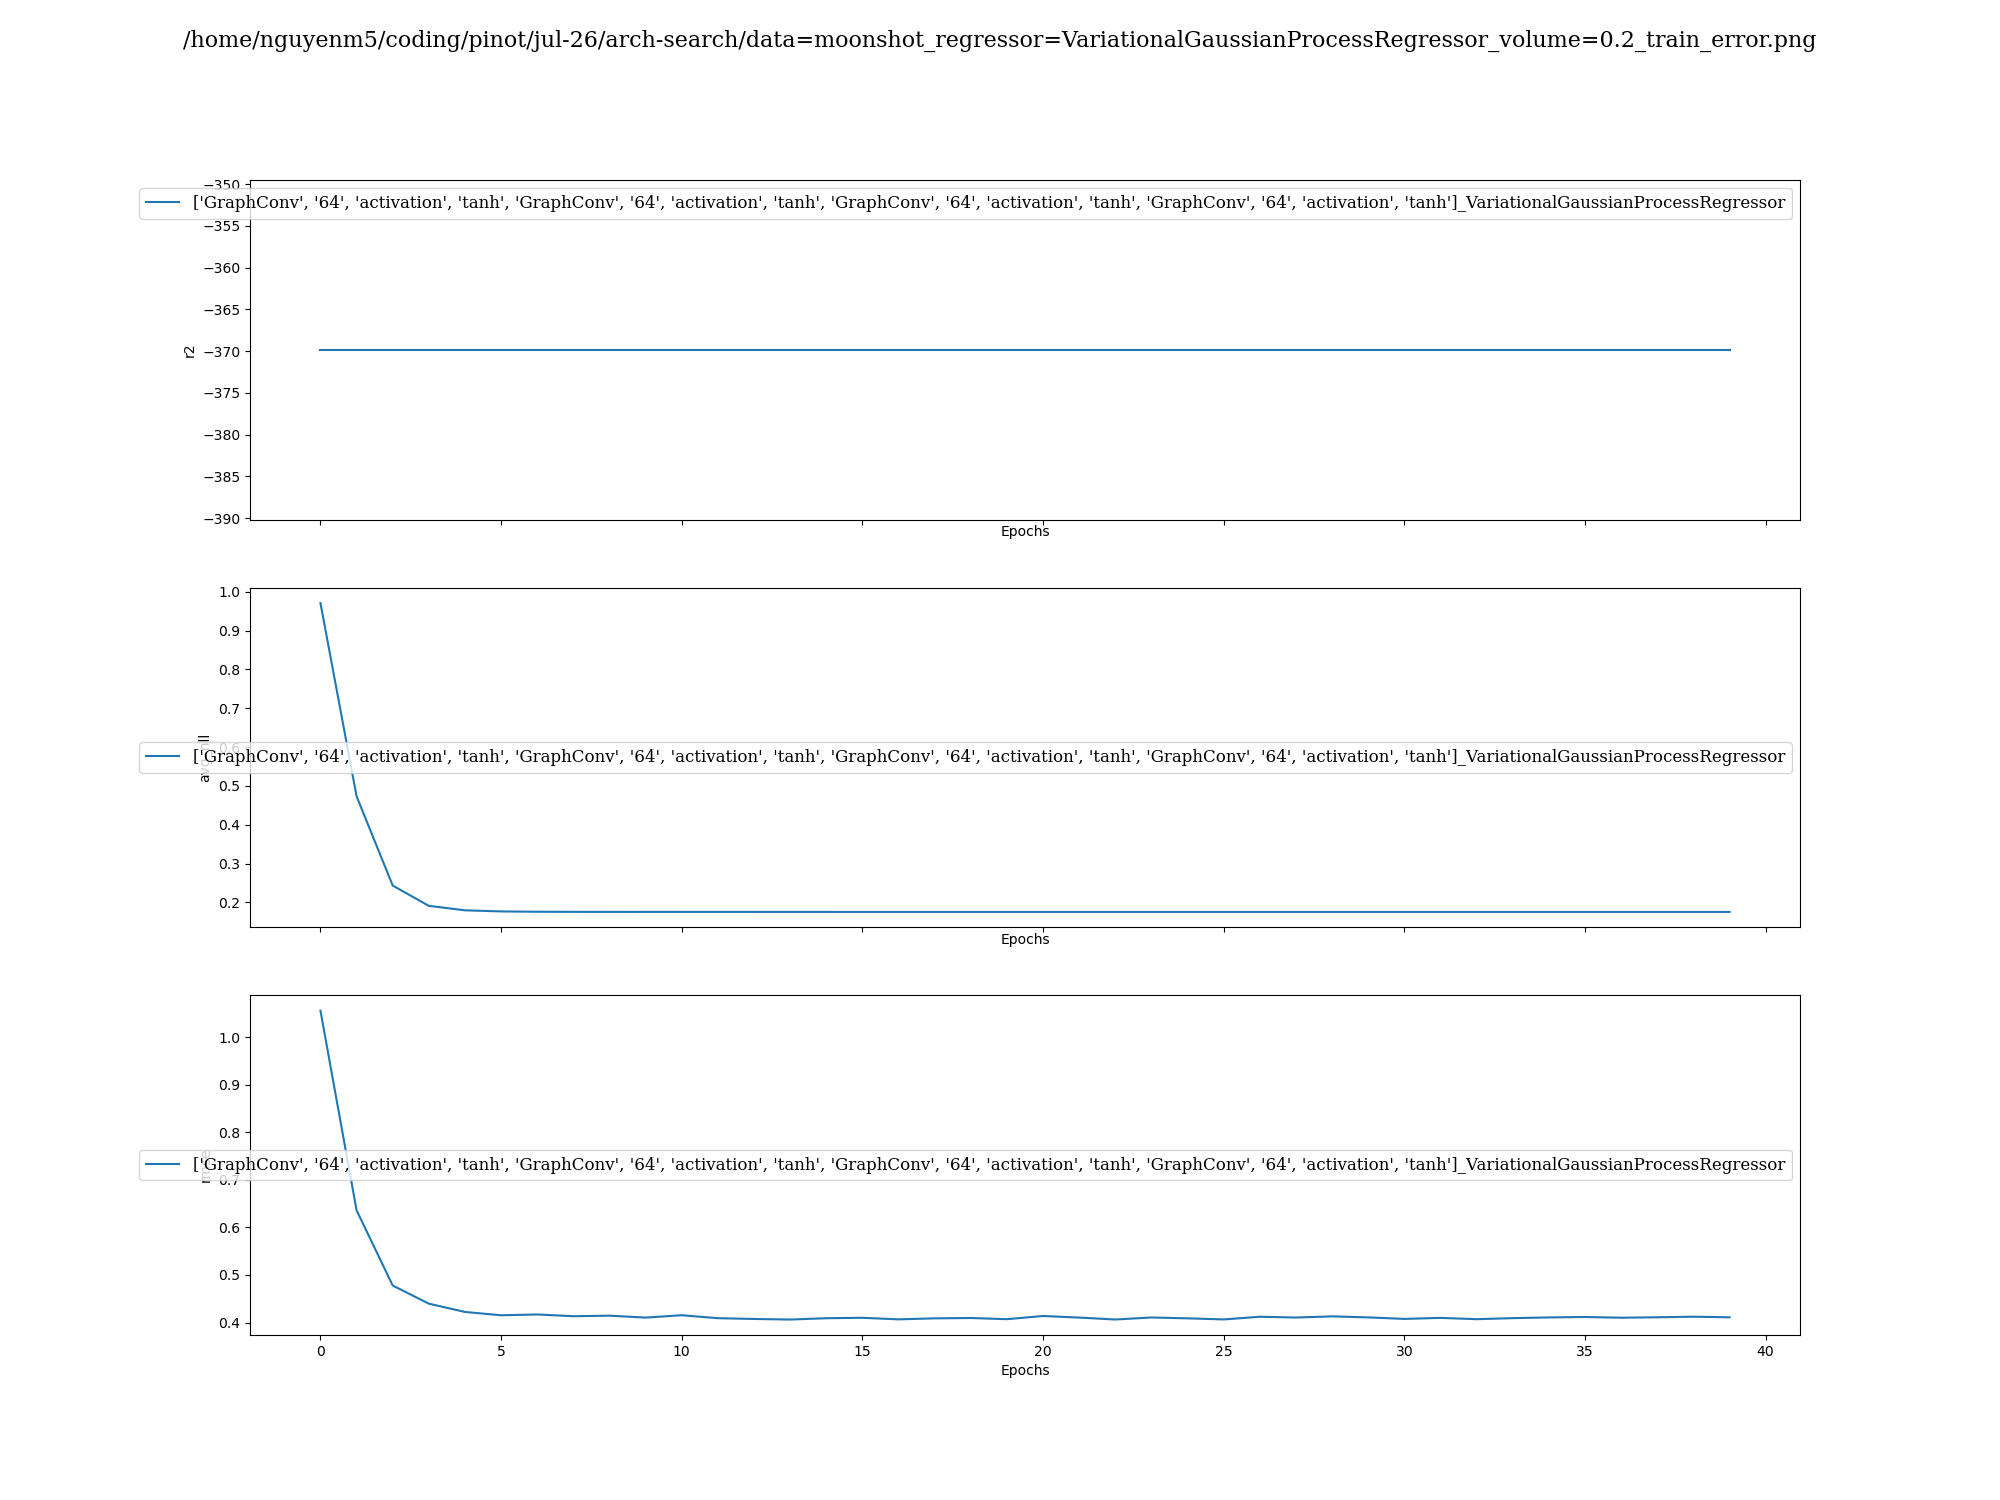 /home/nguyenm5/coding/pinot/jul-26/arch-search/data=moonshot_regressor=VariationalGaussianProcessRegressor_volume=0.2_train_error.png
−350
['GraphConv', '64', 'activation', 'tanh', 'GraphConv', '64', 'activation', 'tanh', 'GraphConv', '64', 'activation', 'tanh', 'GraphConv', '64', 'activation', 'tanh']_VariationalGaussianProcessRegressor
−355
−360
−365
−370
−375
−380
−385
−390
r2
Epochs
1.0
0.9
0.8
0.7
0.6
['GraphConv', '64', 'activation', 'tanh', 'GraphConv', '64', 'activation', 'tanh', 'GraphConv', '64', 'activation', 'tanh', 'GraphConv', '64', 'activation', 'tanh']_VariationalGaussianProcessRegressor
0.5
0.4
0.3
0.2
Epochs
1.0
0.9
0.8
['GraphConv', '64', 'activation', 'tanh', 'GraphConv', '64', 'activation', 'tanh', 'GraphConv', '64', 'activation', 'tanh', 'GraphConv', '64', 'activation', 'tanh']_VariationalGaussianProcessRegressor
0.7
0.6
0.5
0.4
0 5 10 15 20 25 30 35 40
Epochs